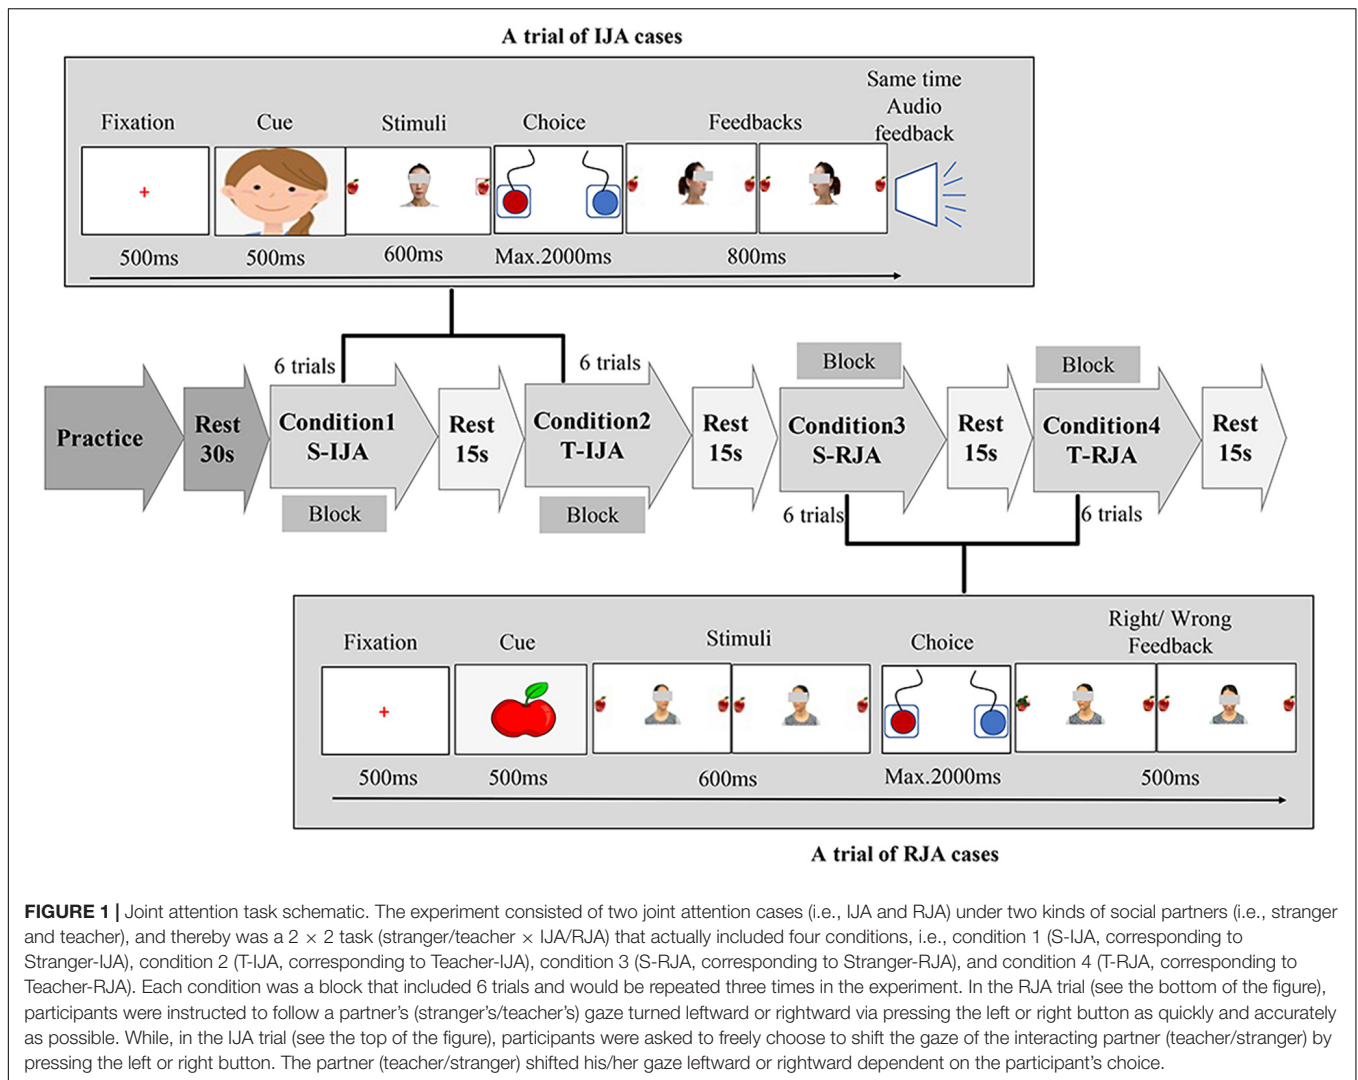 A trial of IJA cases
Same time
Audio
feedback
Fixation Cue Stimuli Choice Feedbacks
500ms 500ms 600ms Max.2000ms 800ms
6 trials 6 trials Block Block
Practice
Rest
30s
Condition1
S-IJA
Rest
15s
Condition2
T-IJA
Rest
15s
Condition3
S-RJA
Rest
15s
Condition4
T-RJA
Rest
15s
Block Block 6 trials 6 trials
Right/ Wrong
Feedback
Fixation Cue Stimuli Choice
500ms 500ms 600ms Max.2000ms 500ms
A trial of RJA cases
FIGURE 1 | Joint attention task schematic. The experiment consisted of two joint attention cases (i.e., IJA and RJA) under two kinds of social partners (i.e., stranger
and teacher), and thereby was a 2 × 2 task (stranger/teacher × IJA/RJA) that actually included four conditions, i.e., condition 1 (S-IJA, corresponding to
Stranger-IJA), condition 2 (T-IJA, corresponding to Teacher-IJA), condition 3 (S-RJA, corresponding to Stranger-RJA), and condition 4 (T-RJA, corresponding to
Teacher-RJA). Each condition was a block that included 6 trials and would be repeated three times in the experiment. In the RJA trial (see the bottom of the figure),
participants were instructed to follow a partner's (stranger's/teacher's) gaze turned leftward or rightward via pressing the left or right button as quickly and accurately
as possible. While, in the IJA trial (see the top of the figure), participants were asked to freely choose to shift the gaze of the interacting partner (teacher/stranger) by
pressing the left or right button. The partner (teacher/stranger) shifted his/her gaze leftward or rightward dependent on the participant's choice.